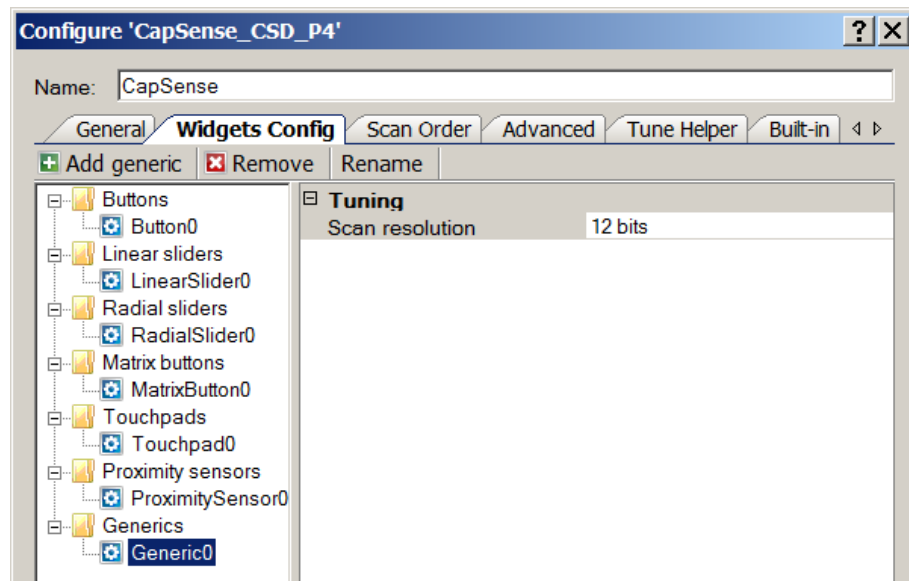 Configure 'CapSense_CSD_P4'
Name: CapSense
General Widgets Config Scan Order Advanced Tune Helper Built-in
Add generic Remove Rename
Buttons
Button0
Linear sliders
LinearSlider0
Radial sliders
RadialSlider0
Matrix buttons
MatrixButton0
Touchpads
Touchpad0
Proximity sensors
ProximitySensor0
Generics
Generic0
Tuning
Scan resolution 12 bits